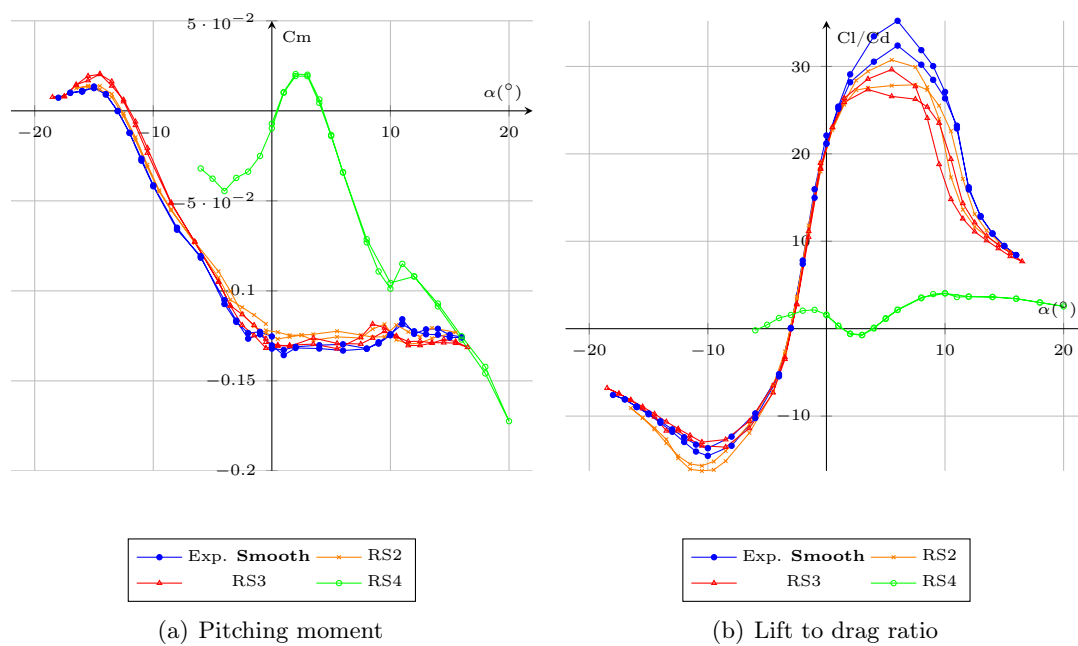 5 · 10⁻²
Cm
α(°)
−20
−10
10
20
−5 · 10⁻²
−0.1
−0.15
−0.2
Exp. Smooth
RS2
RS3
RS4
(a) Pitching moment
Cl/Cd
30
20
10
α(°)
−20
−10
10
20
−10
Exp. Smooth
RS2
RS3
RS4
(b) Lift to drag ratio